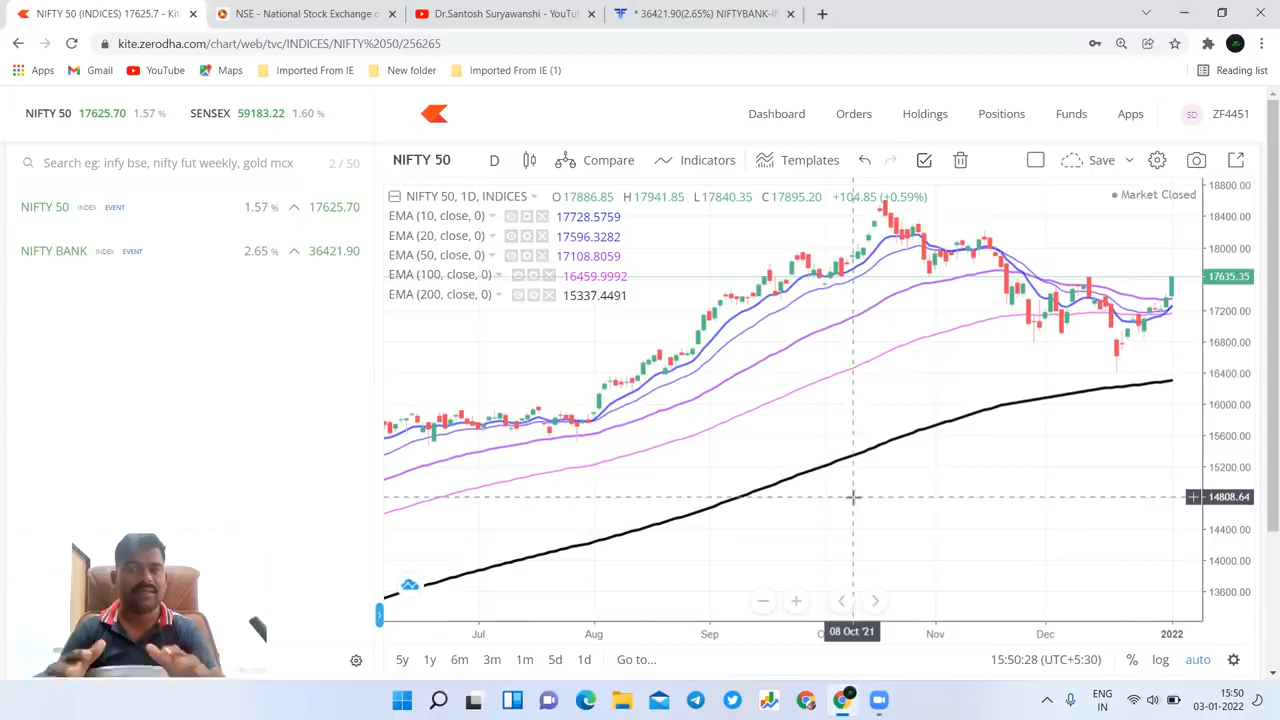 NIFTY 50 (INDICES) 17625.7 - Kit
NSE - National Stock Exchange o
Dr.Santosh Suryawanshi - YouTu
* 36421.90(2.65%) NIFTYBANK-I
kite.zerodha.com/chart/web/tvc/INDICES/NIFTY%2050/256265
Apps
Gmail
YouTube
Maps
Imported From IE
New folder
Imported From IE (1)
Reading list
NIFTY 50 17625.70 1.57 %
SENSEX 59183.22 1.60 %
Dashboard
Orders
Holdings
Positions
Funds
Apps
SD
ZF4451
Search eg: infy bse, nifty fut weekly, gold mcx
2 / 50
NIFTY 50 INDEX EVENT 1.57 % 17625.70
NIFTY BANK INDEX EVENT 2.65 % 36421.90
NIFTY 50
D
Compare
Indicators
Templates
Save
NIFTY 50, 1D, INDICES O17886.85 H17941.85 L17840.35 C17895.20 +104.85 (+0.59%)
Market Closed
EMA (10, close, 0) 17728.5759
EMA (20, close, 0) 17596.3282
EMA (50, close, 0) 17108.8059
EMA (100, close, 0) 16459.9992
EMA (200, close, 0) 15337.4491
18800.00
18400.00
18000.00
17635.35
17200.00
16800.00
16400.00
16000.00
15600.00
15200.00
14808.64
14400.00
14000.00
13600.00
Jul
Aug
Sep
08 Oct '21
Nov
Dec
2022
5y
1y
6m
3m
1m
5d
1d
Go to...
15:50:28 (UTC+5:30)
%
log
auto
ENG
IN
15:50
03-01-2022